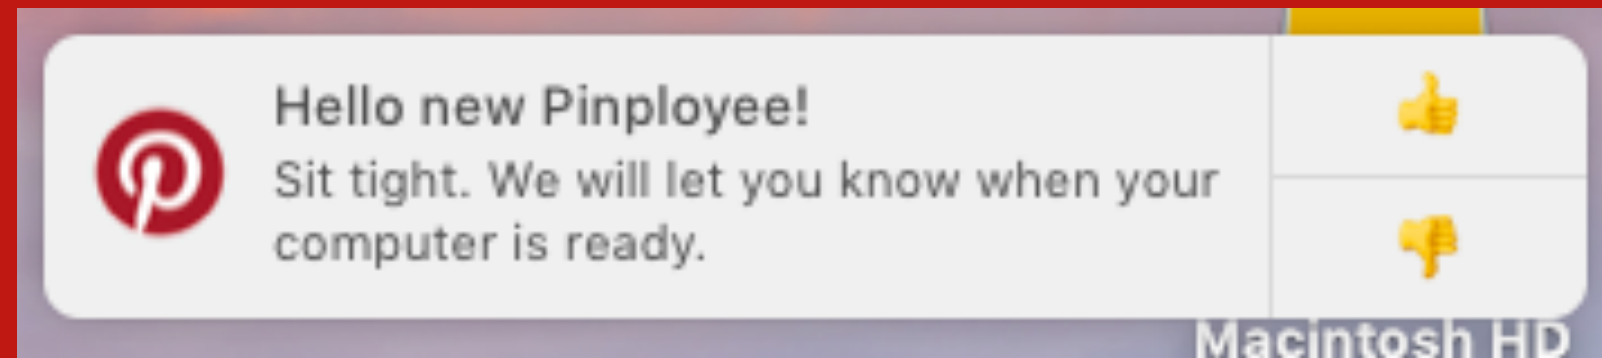 Hello new Pinployee!
Sit tight. We will let you know when your
computer is ready.
Macintosh HD